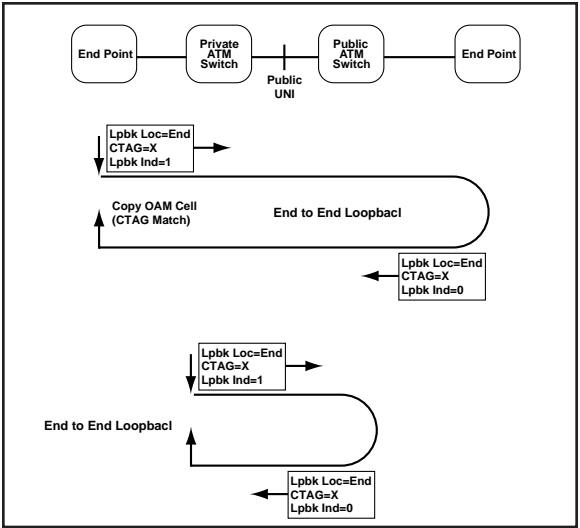 End Point
Private
ATM
Switch
Public
ATM
Switch
End Point
Public
UNI
Lpbk Loc=End
CTAG=X
Lpbk Ind=1
Copy OAM Cell
(CTAG Match)
End to End Loopbacl
Lpbk Loc=End
CTAG=X
Lpbk Ind=0
Lpbk Loc=End
CTAG=X
Lpbk Ind=1
End to End Loopbacl
Lpbk Loc=End
CTAG=X
Lpbk Ind=0